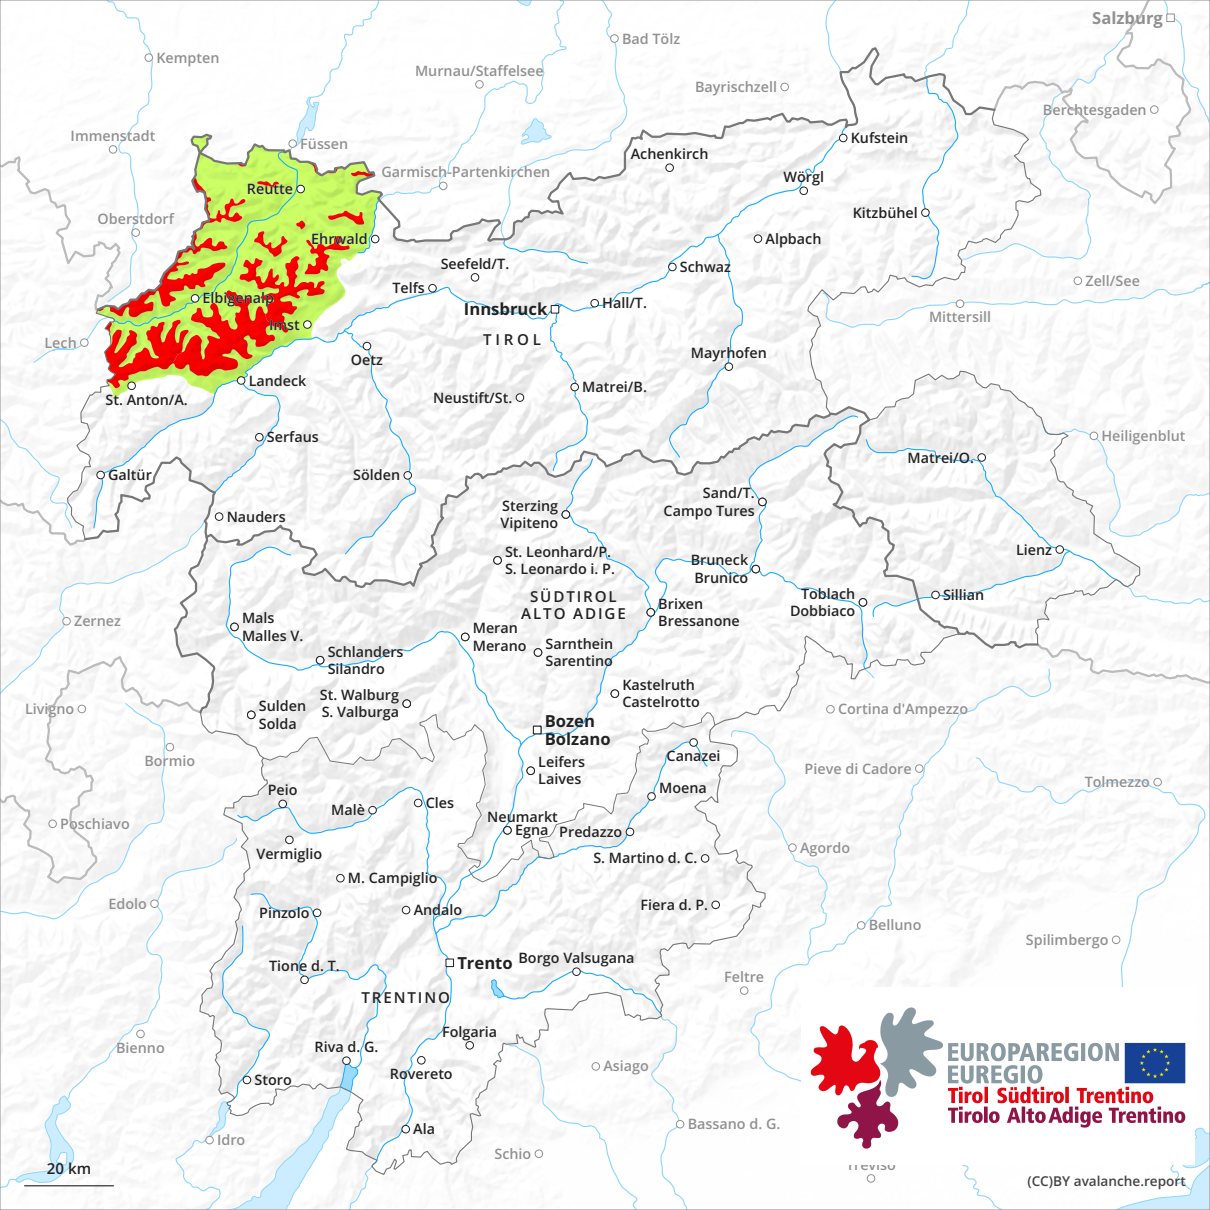 Salzburg
Bad Tölz
Kempten
Murnau/Staffelsee
Bayrischzell
Berchtesgaden
Immenstadt
Füssen
Kufstein
Achenkirch
Garmisch-Partenkirchen
Wörgl
Reutte
Oberstdorf
Kitzbühel
Ehrwald
Alpbach
Seefeld/T.
Schwaz
Zell/See
Telfs
Elbigenalp
Hall/T.
Innsbruck
Mittersill
Imst
TIROL
Lech
Mayrhofen
Oetz
Landeck
Matrei/B.
St. Anton/A.
Neustift/St.
Serfaus
Heiligenblut
Matrei/O.
Galtür
Sölden
Sand/T.
Campo Tures
Sterzing
Vipiteno
Nauders
St. Leonhard/P.
S. Leonardo i. P.
Lienz
Bruneck
Brunico
SÜDTIROL
ALTO ADIGE
Toblach
Dobbiaco
Sillian
Brixen
Bressanone
Zernez
Mals
Malles V.
Meran
Merano
Sarnthein
Sarentino
Schlanders
Silandro
Kastelruth
Castelrotto
St. Walburg
S. Valburga
Livigno
Sulden
Solda
Cortina d'Ampezzo
Bozen
Bolzano
Canazei
Bormio
Leifers
Laives
Pieve di Cadore
Tolmezzo
Moena
Peio
Malè
Cles
Poschiavo
Neumarkt
Egna
Predazzo
Vermiglio
S. Martino d. C.
Agordo
M. Campiglio
Edolo
Pinzolo
Andalo
Fiera d. P.
Belluno
Spilimbergo
Trento
Borgo Valsugana
Tione d. T.
Feltre
TRENTINO
Folgaria
Bienno
Riva d. G.
Rovereto
Asiago
Storo
EUROPAREGION
EUREGIO
Tirol Südtirol Trentino
Tirolo Alto Adige Trentino
Ala
Bassano d. G.
Idro
Schio
Treviso
20 km
(CC)BY avalanche.report